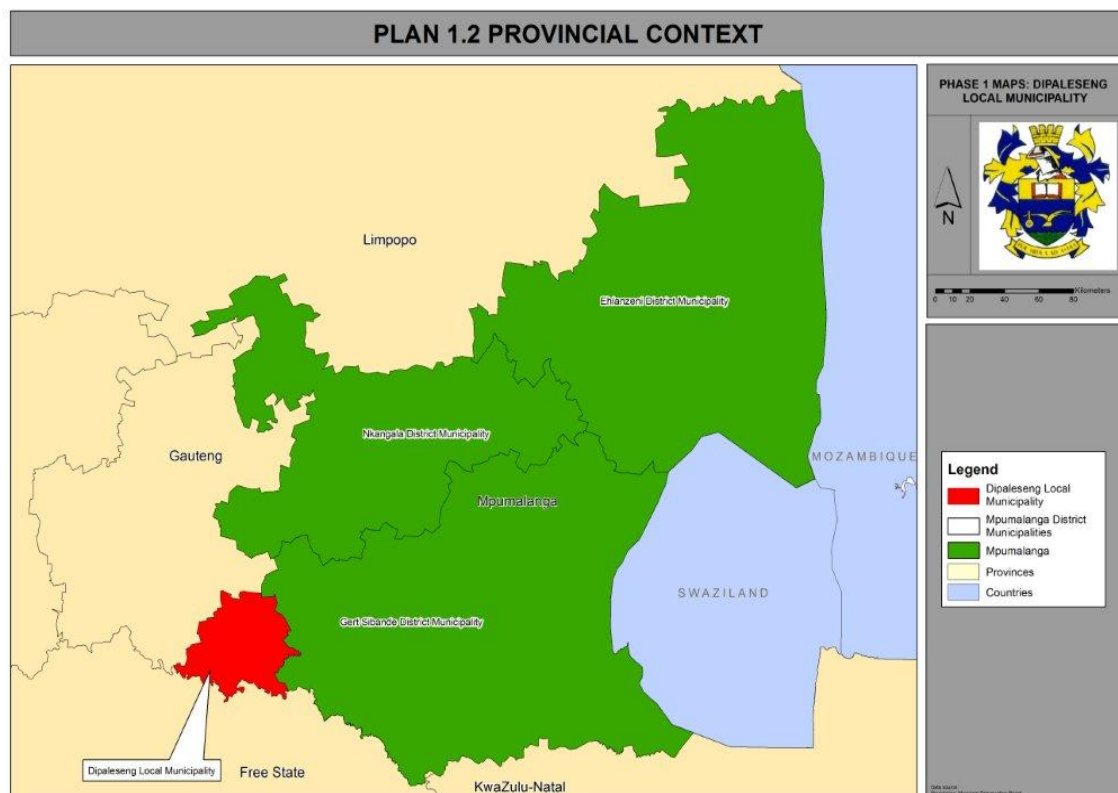 PLAN 1.2 PROVINCIAL CONTEXT
PHASE 1 MAPS: DIPALESENG
LOCAL MUNICIPALITY
N
Kilometers
0 10 20 40 60 80
Limpopo
Ehlanzeni District Municipality
Nkangala District Municipality
Gauteng
MOZAMBIQUE
Mpumalanga
SWAZILAND
Gert Sibande District Municipality
Dipaleseng Local Municipality
Free State
KwaZulu-Natal
Legend
Dipaleseng Local
Municipality
Mpumalanga District
Municipalities
Mpumalanga
Provinces
Countries
Data source